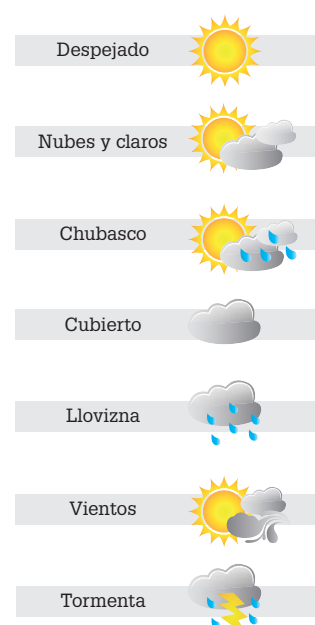 Despejado
Nubes y claros
Chubasco
Cubierto
Llovizna
Vientos
Tormenta